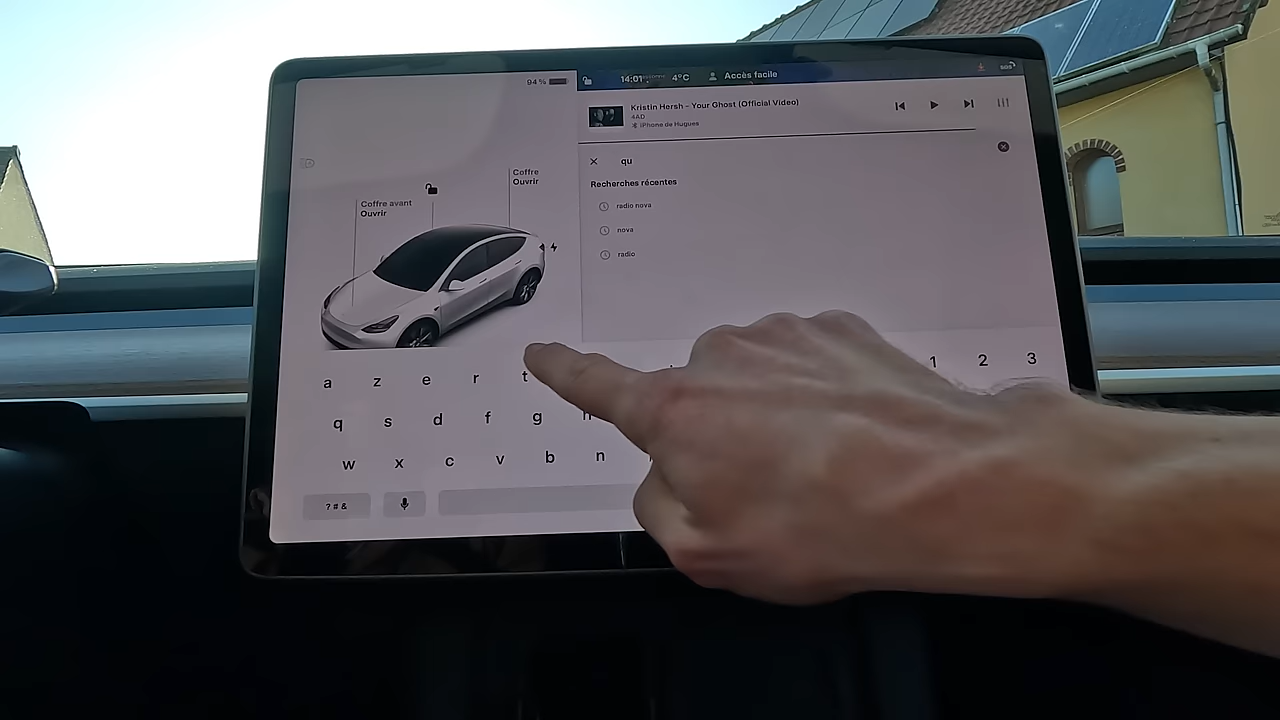 94 %
14:01
4°C
Accès facile
SOS
Kristin Hersh - Your Ghost (Official Video)
4AD
iPhone de Hugues
qu
Recherches récentes
radio nova
nova
radio
Coffre
Ouvrir
Coffre avant
Ouvrir
a z e r t 1 2 3
q s d f g h
w x c v b n
? # &